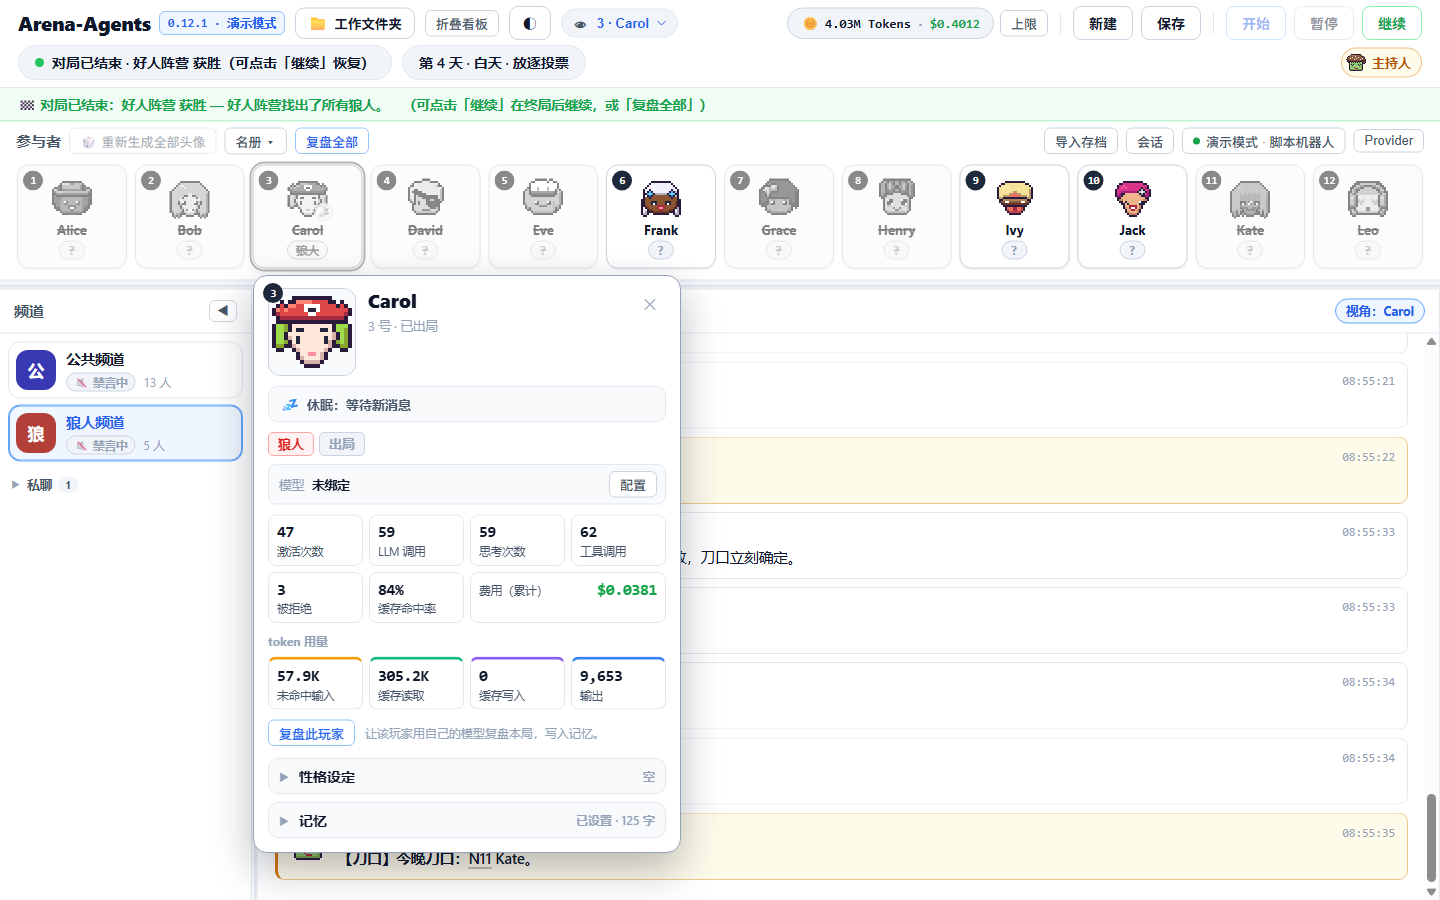 Arena-Agents
0.12.1 · 演示模式
工作文件夹
折叠看板
3 · Carol
4.03M Tokens · $0.4012
上限
新建
保存
开始
暂停
继续
对局已结束 · 好人阵营 获胜（可点击「继续」恢复）
第 4 天 · 白天 · 放逐投票
主持人
对局已结束：好人阵营 获胜 — 好人阵营找出了所有狼人。 （可点击「继续」在终局后继续，或「复盘全部」）
参与者
重新生成全部头像
名册
复盘全部
导入存档
会话
演示模式 · 脚本机器人
Provider
1
Alice
?
2
Bob
?
3
Carol
狼人
4
David
?
5
Eve
?
6
Frank
?
7
Grace
?
8
Henry
?
9
Ivy
?
10
Jack
?
11
Kate
?
12
Leo
?
频道
公
公共频道
禁言中
13 人
狼
狼人频道
禁言中
5 人
私聊
1
3
Carol
3 号 · 已出局
休眠：等待新消息
狼人
出局
模型 未绑定
配置
47
激活次数
59
LLM 调用
59
思考次数
62
工具调用
3
被拒绝
84%
缓存命中率
费用（累计）
$0.0381
token 用量
57.9K
未命中输入
305.2K
缓存读取
0
缓存写入
9,653
输出
复盘此玩家
让该玩家用自己的模型复盘本局，写入记忆。
性格设定
空
记忆
已设置 · 125 字
视角：Carol
08:55:21
08:55:22
08:55:33
，刀口立刻确定。
08:55:33
08:55:34
08:55:34
08:55:35
【刀口】今晚刀口：N11 Kate。